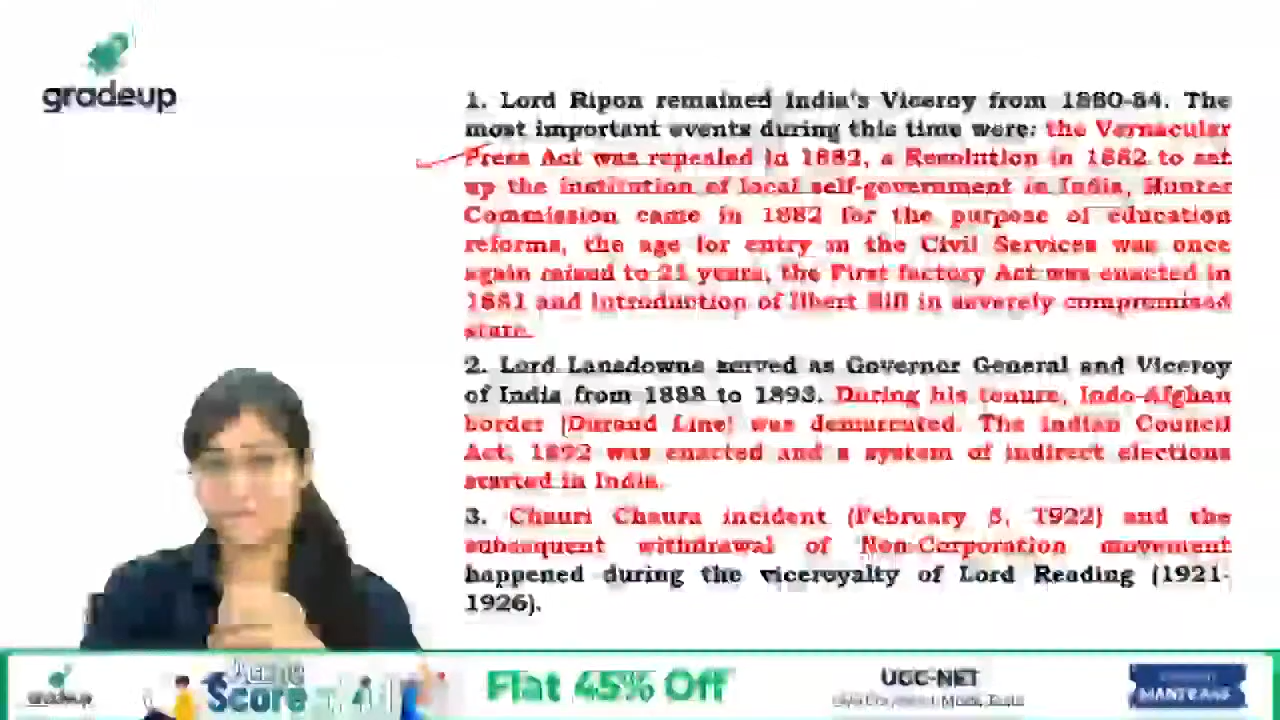 gradeup
1. Lord Ripon remained India's Viceroy from 1880-84. The
most important events during this time were: the Vernacular
Press Act was repealed in 1882, a Resolution in 1882 to set
up the institution of local self-government in India, Hunter
Commission came in 1882 for the purpose of education
reforms, the age for entry in the Civil Services was once
again raised to 21 years, the First factory Act was enacted in
1881 and Introduction of Ilbert Bill in severely compromised
state.
2. Lord Lansdowne served as Governor General and Viceroy
of India from 1888 to 1893. During his tenure, Indo-Afghan
border (Durand Line) was demarcated. The Indian Council
Act, 1892 was enacted and a system of indirect elections
started in India.
3. Chauri Chaura incident (February 5, 1922) and the
subsequent withdrawal of Non-Corporation movement
happened during the viceroyalty of Lord Reading (1921-
1926).
gradeup
Score
Flat 45% Off
UGC-NET